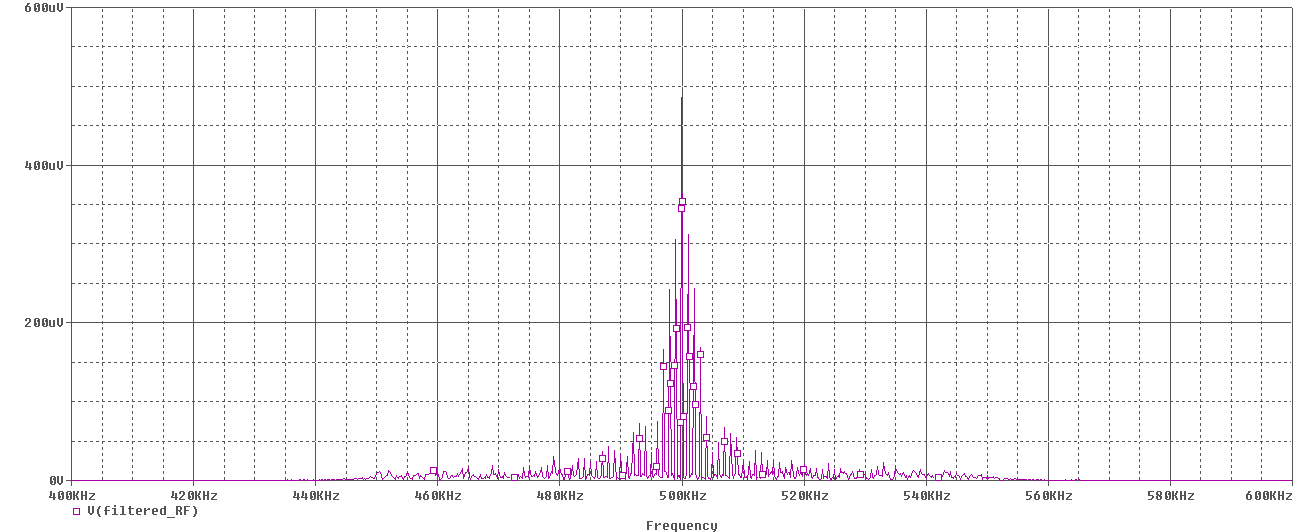 600uV
400uV
200uV
0V
400KHz 420KHz 440KHz 460KHz 480KHz 500KHz 520KHz 540KHz 560KHz 580KHz 600KHz
V(filtered_RF)
Frequency